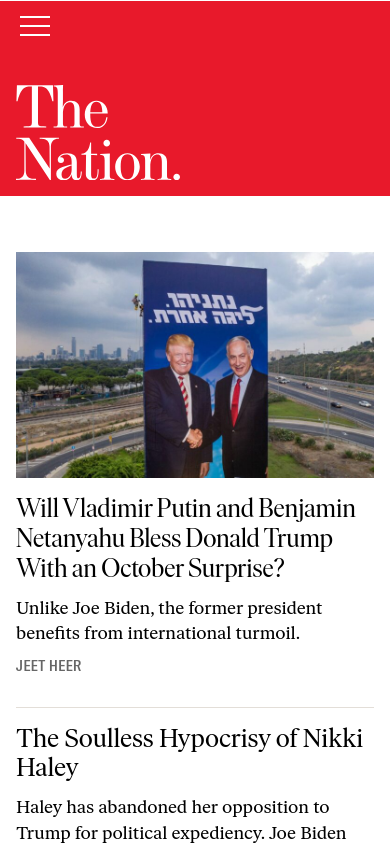 The
Nation.
נתניהו.
ליגה אחרת.
Will Vladimir Putin and Benjamin
Netanyahu Bless Donald Trump
With an October Surprise?
Unlike Joe Biden, the former president
benefits from international turmoil.
JEET HEER
The Soulless Hypocrisy of Nikki
Haley
Haley has abandoned her opposition to
Trump for political expediency. Joe Biden